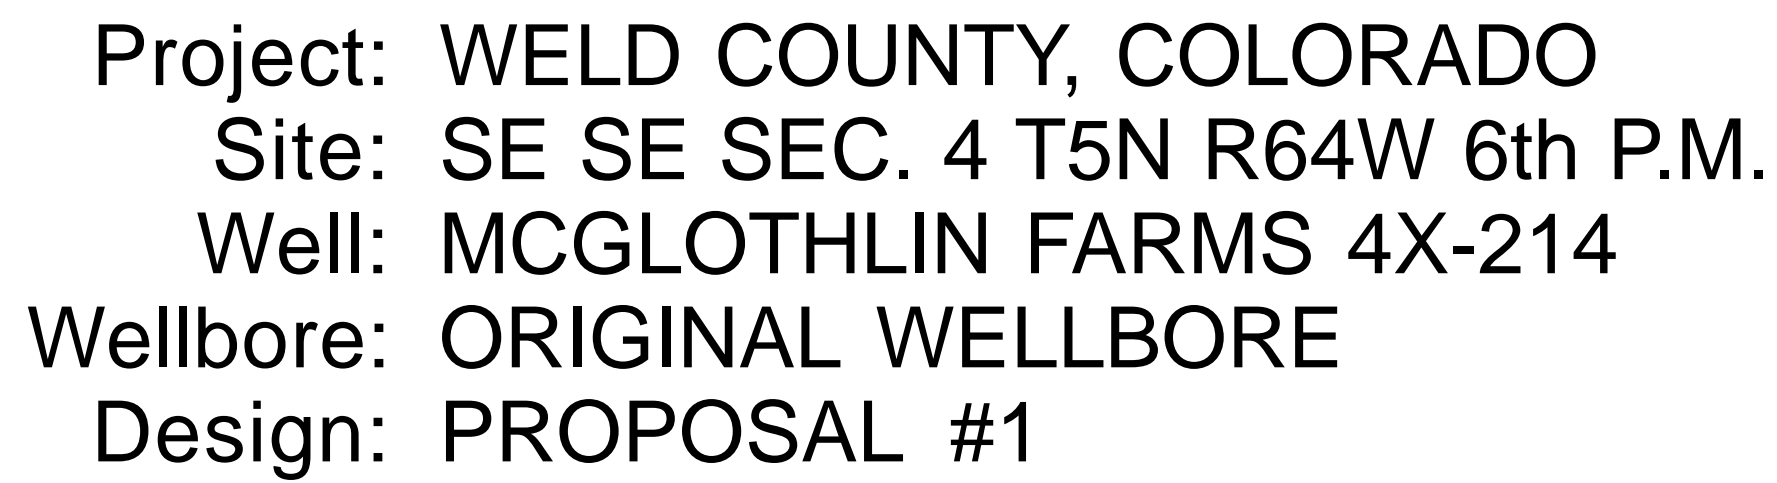 Project: WELD COUNTY, COLORADO
Site: SE SE SEC. 4 T5N R64W 6th P.M.
Well: MCGLOTHLIN FARMS 4X-214
Wellbore: ORIGINAL WELLBORE
Design: PROPOSAL #1